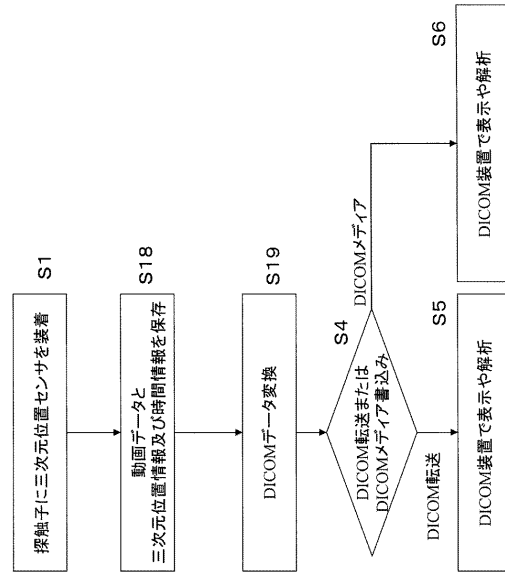 探触子に三次元位置センサを装着
S1
動画データと
三次元位置情報及び時間情報を保存
S18
DICOMデータ変換
S19
DICOM転送または
DICOMメディア書込み
S4
DICOM転送
DICOMメディア
DICOM装置で表示や解析
S5
DICOM装置で表示や解析
S6